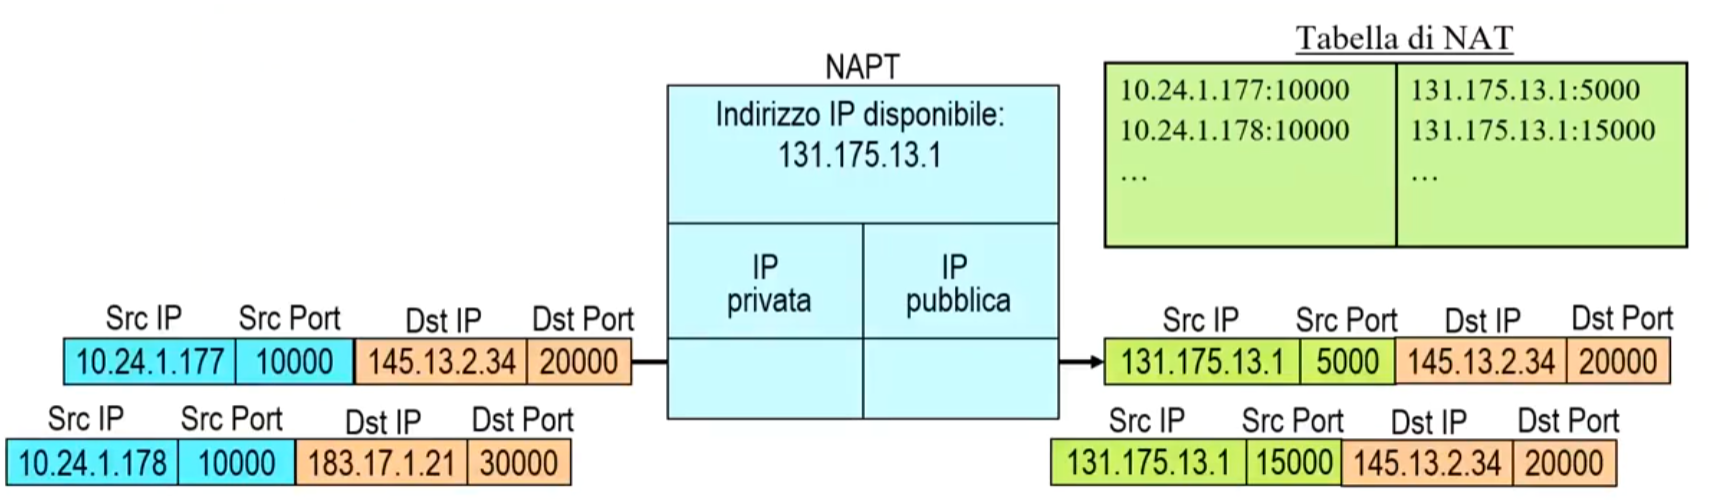 Tabella di NAT
10.24.1.177:10000 131.175.13.1:5000
10.24.1.178:10000 131.175.13.1:15000
... ...
NAPT
Indirizzo IP disponibile:
131.175.13.1
IP privata
IP pubblica
Src IP Src Port Dst IP Dst Port
10.24.1.177 10000 145.13.2.34 20000
Src IP Src Port Dst IP Dst Port
10.24.1.178 10000 183.17.1.21 30000
Src IP Src Port Dst IP Dst Port
131.175.13.1 5000 145.13.2.34 20000
Src IP Src Port Dst IP Dst Port
131.175.13.1 15000 145.13.2.34 20000